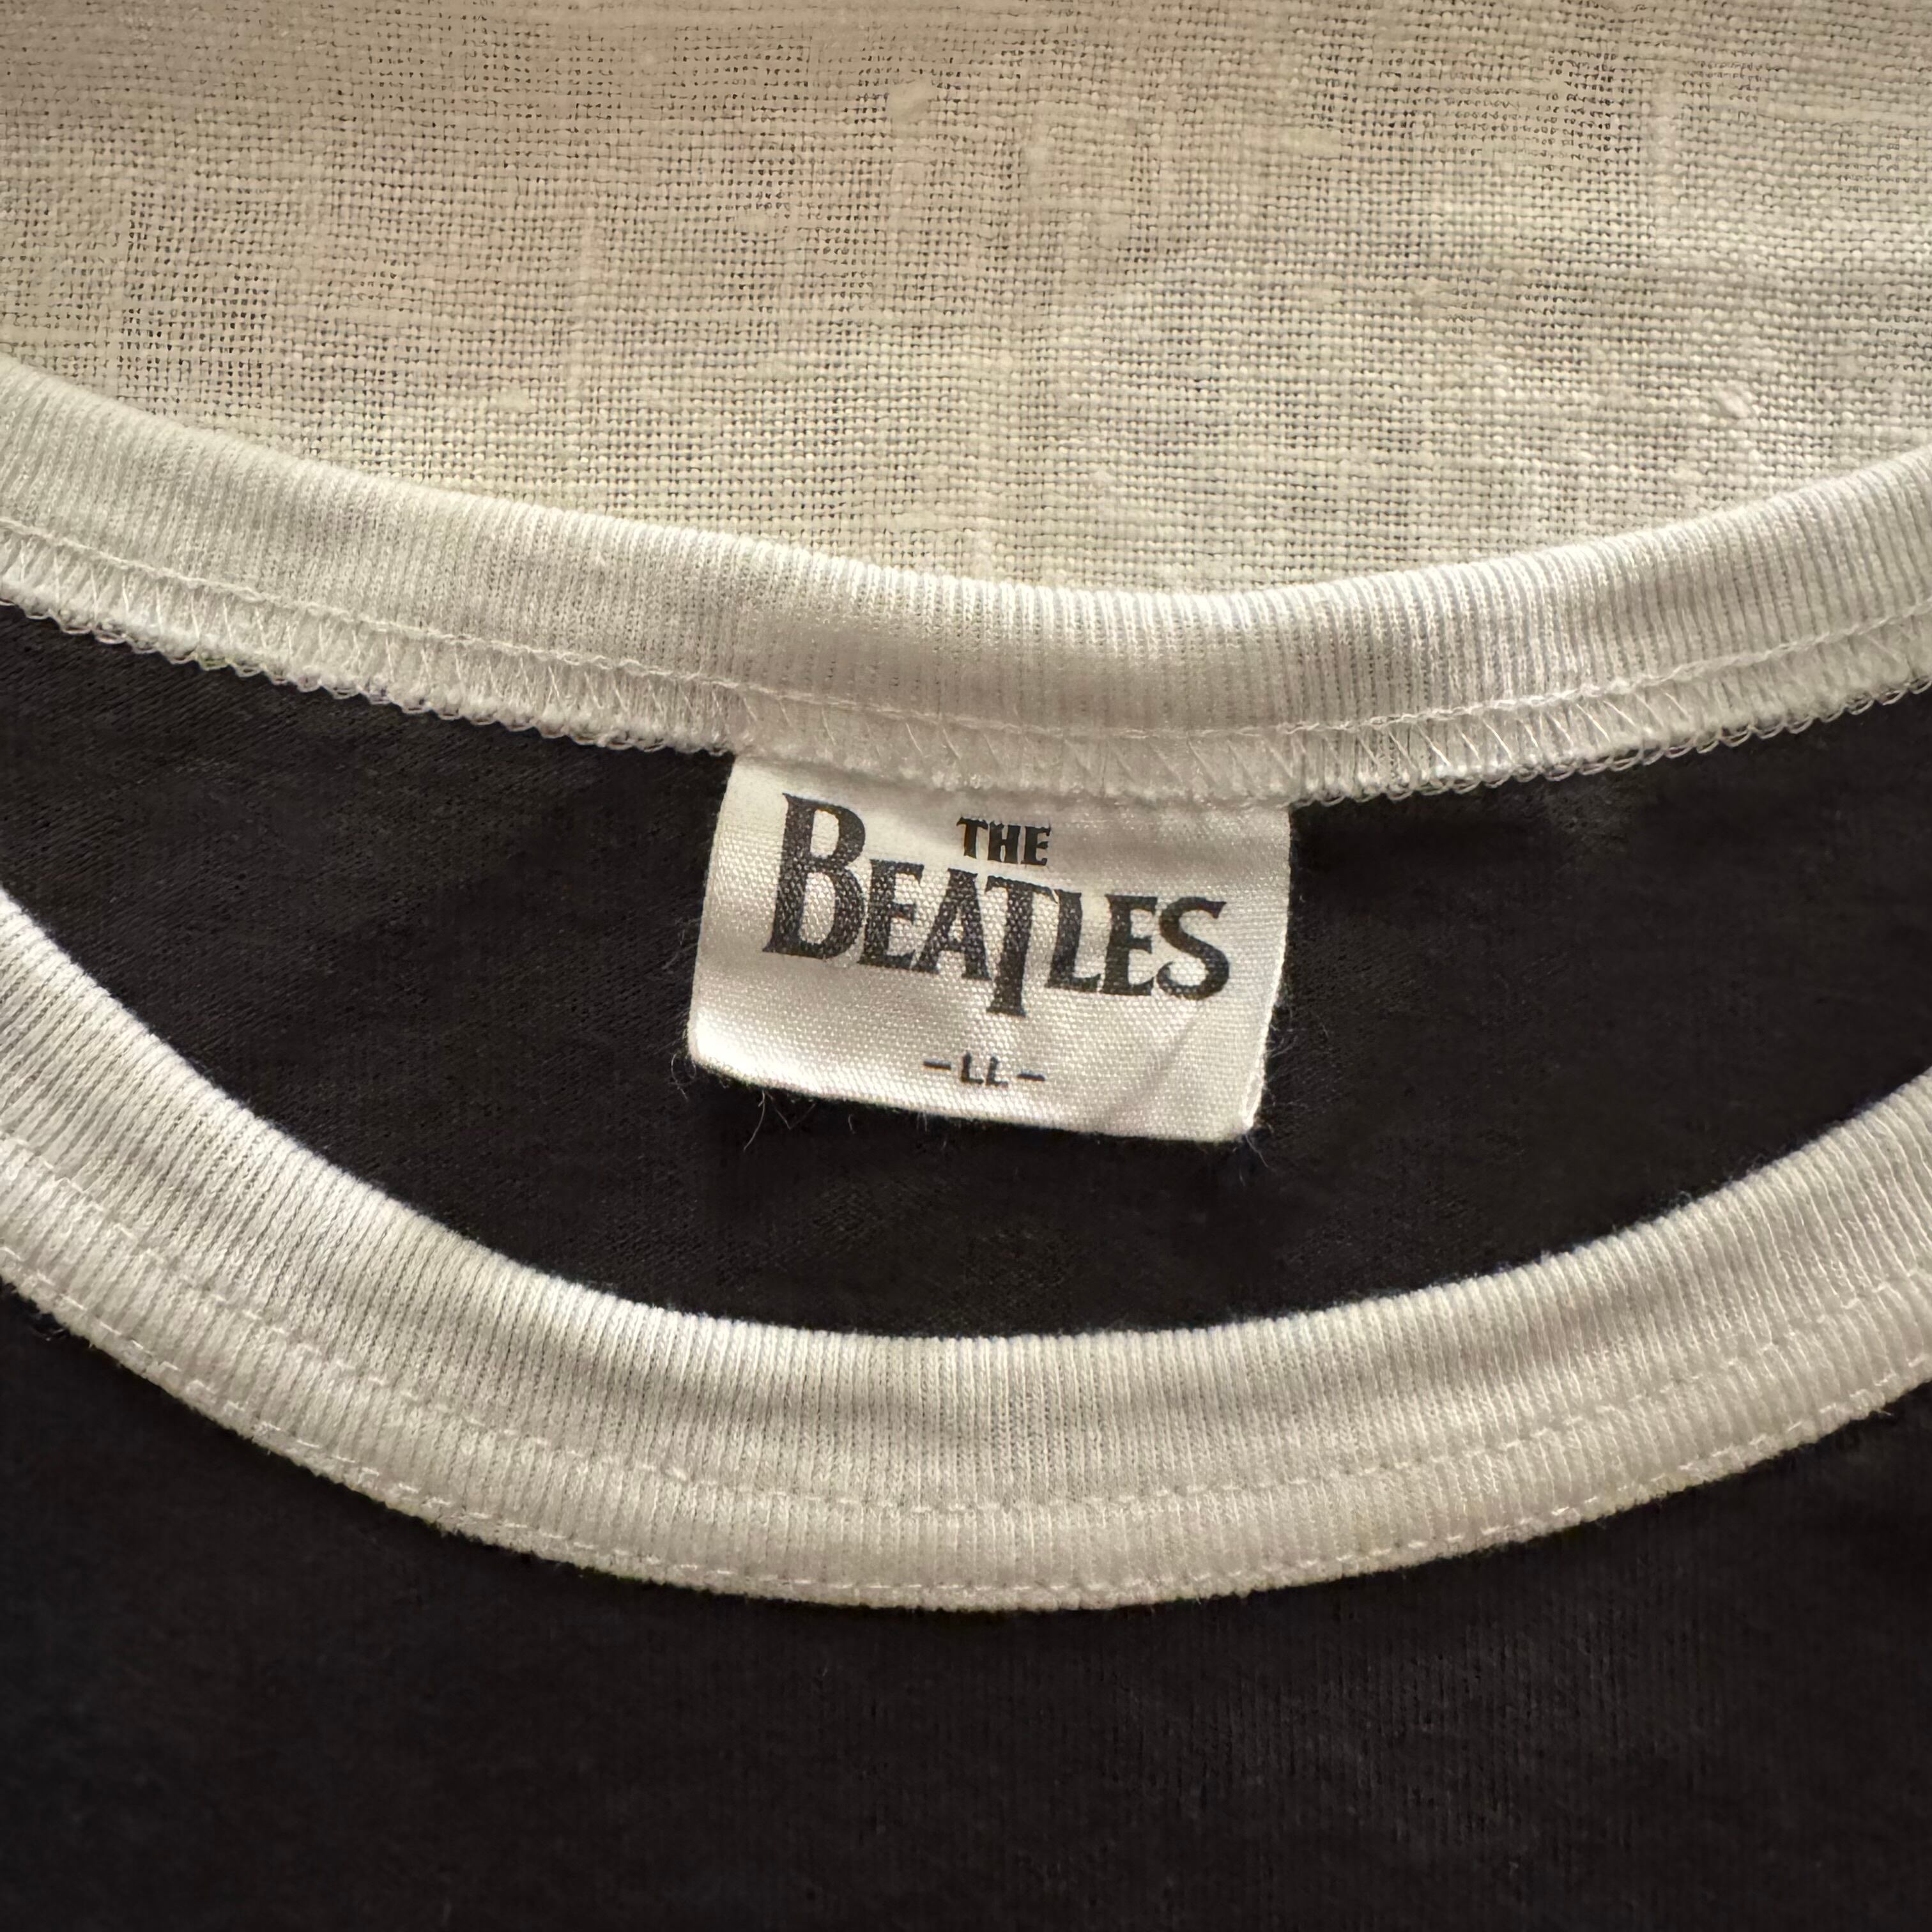 THE
BEATLES
-LL-